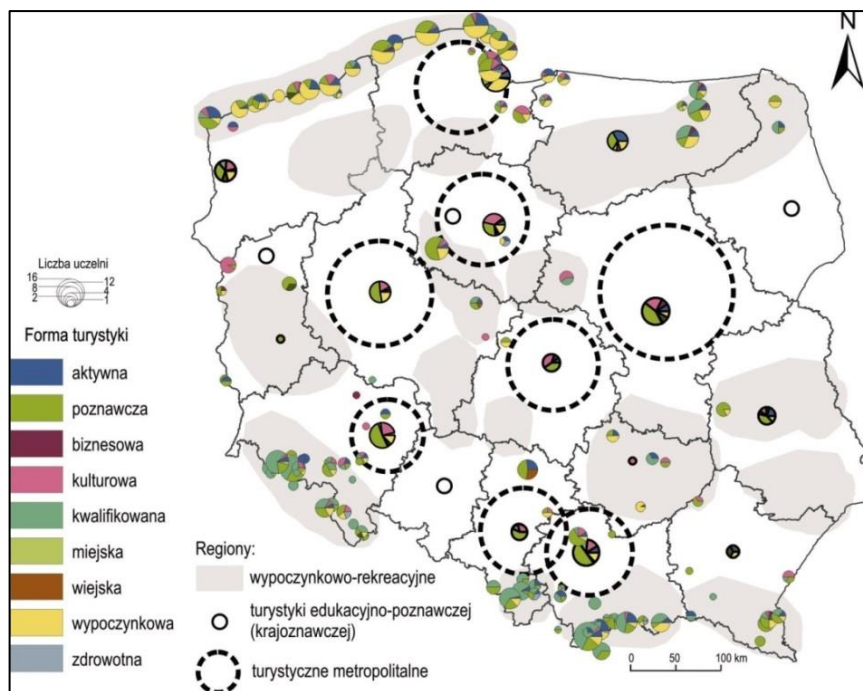 N
Liczba uczelni
16 12
8 4
2 1
Forma turystyki
aktywna
poznawcza
biznesowa
kulturowa
kwalifikowana
miejska
wiejska
wypoczynkowa
zdrowotna
Regiony:
wypoczynkowo-rekreacyjne
turystyki edukacyjno-poznawczej
(krajoznawczej)
turystyczne metropolitalne
0 50 100 km